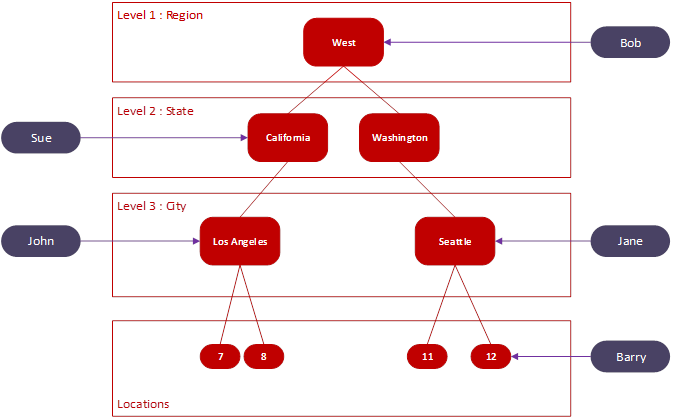 Level 1 : Region
West
Bob
Level 2 : State
Sue
California
Washington
Level 3 : City
John
Los Angeles
Seattle
Jane
7
8
11
12
Barry
Locations